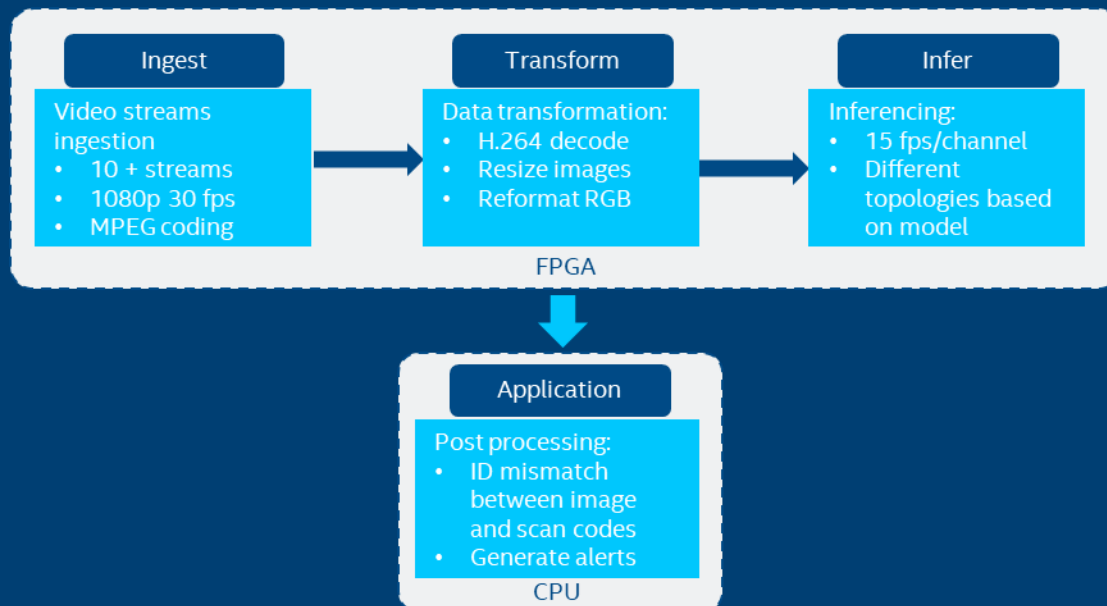 Ingest
Video streams
ingestion
• 10 + streams
• 1080p 30 fps
• MPEG coding
Transform
Data transformation:
• H.264 decode
• Resize images
• Reformat RGB
Infer
Inferencing:
• 15 fps/channel
• Different
topologies based
on model
FPGA
Application
Post processing:
• ID mismatch
between image
and scan codes
• Generate alerts
CPU